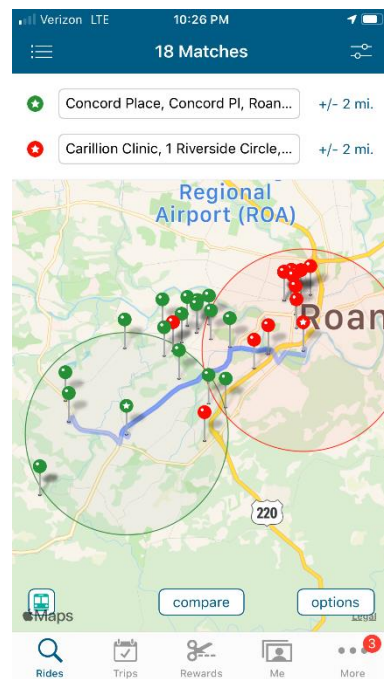 Verizon LTE 10:26 PM
18 Matches
Concord Place, Concord Pl, Roan... +/- 2 mi.
Carillion Clinic, 1 Riverside Circle,... +/- 2 mi.
Regional
Airport (ROA)
Roan
220
compare
options
Maps
Legal
3
Rides Trips Rewards Me More